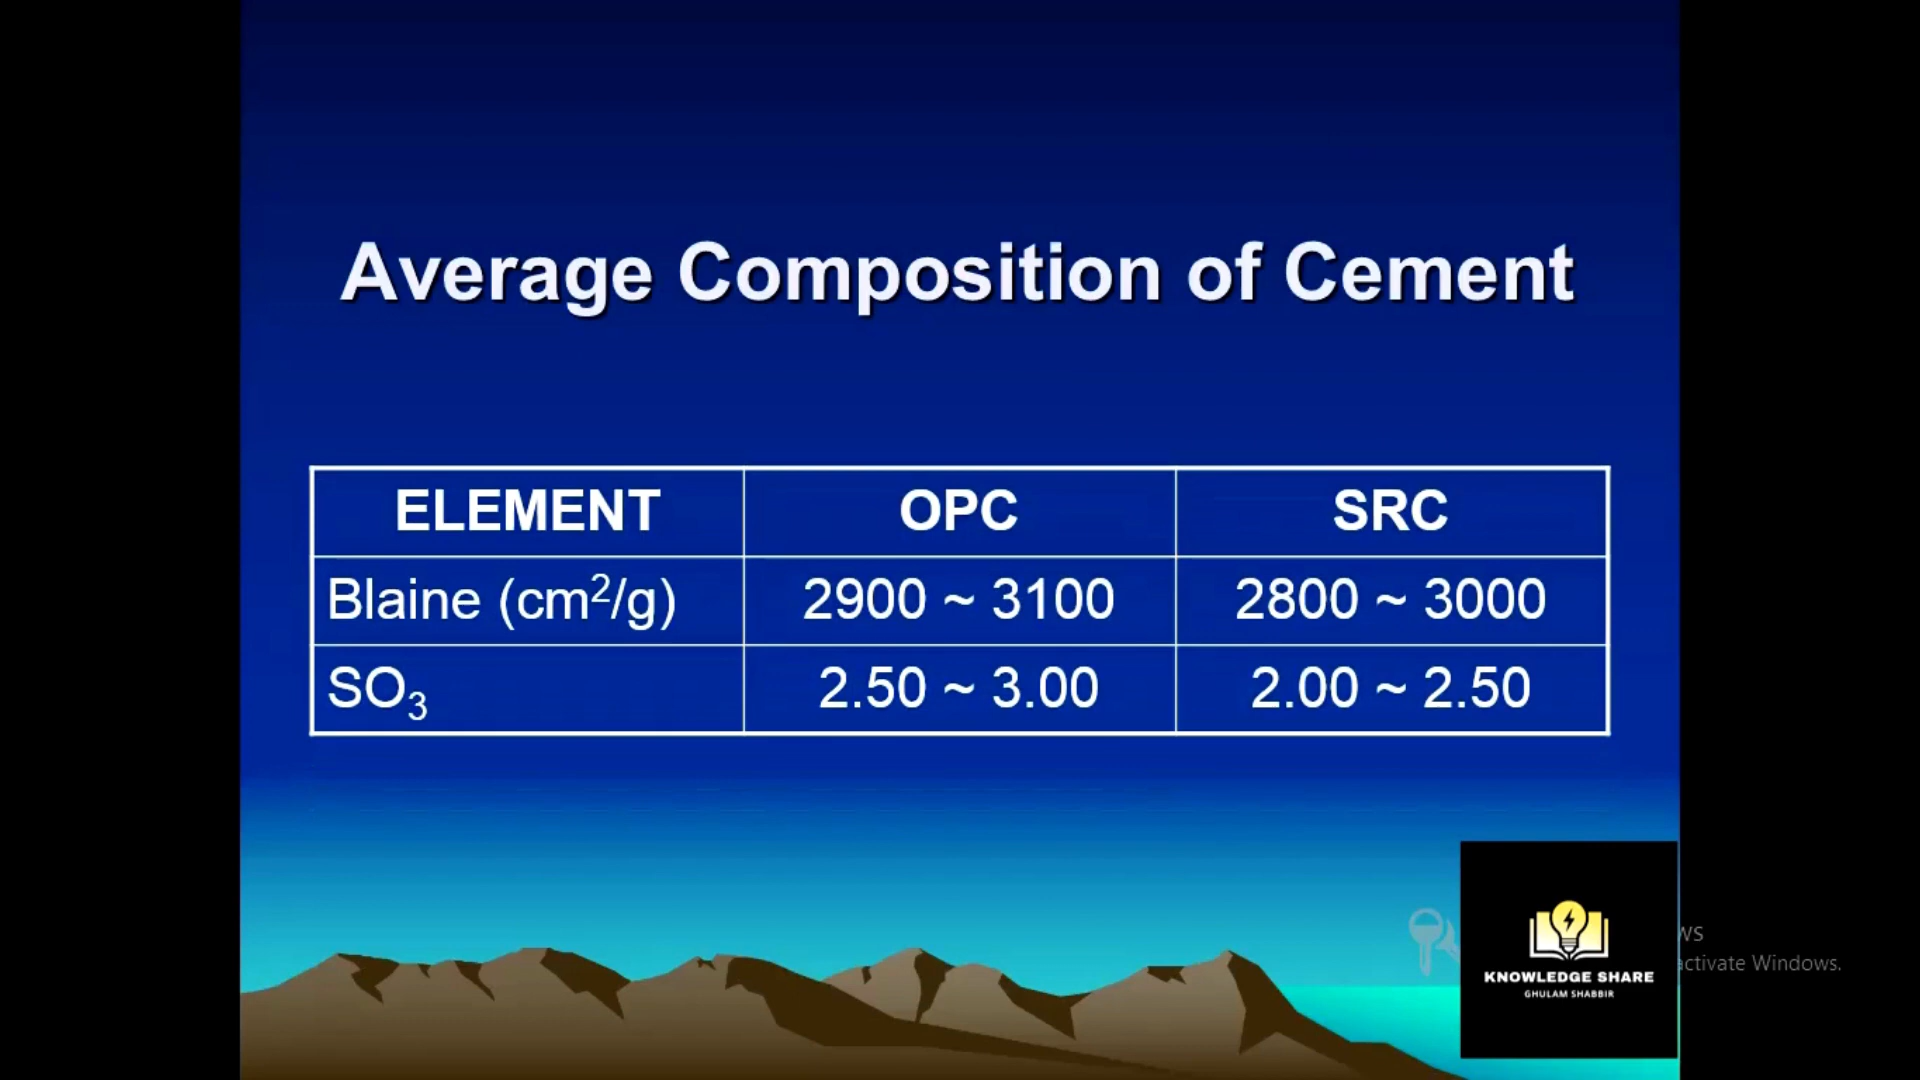 Average Composition of Cement
ELEMENT OPC SRC
Blaine (cm²/g) 2900 ~ 3100 2800 ~ 3000
SO₃ 2.50 ~ 3.00 2.00 ~ 2.50
KNOWLEDGE SHARE
GHULAM SHABBIR
activate Windows.